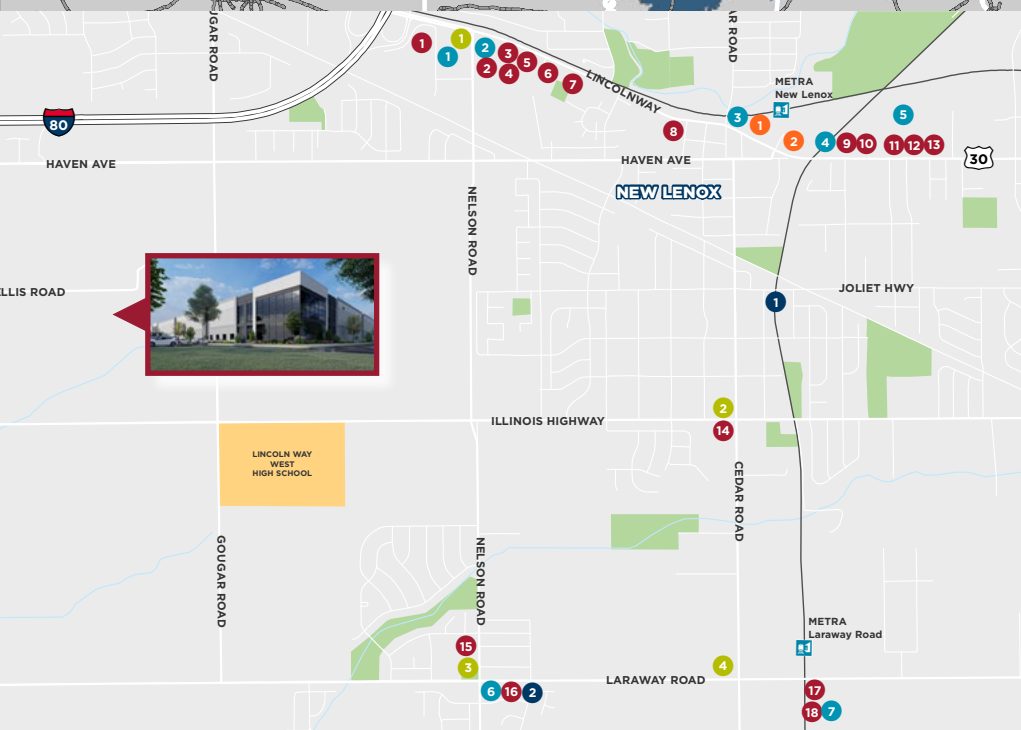 UGAR ROAD
AR ROAD
1
1
1
2
3
2
4
5
6
7
LINCOLNWAY
METRA
New Lenox
80
8
3
1
2
4
9
10
5
11
12
13
30
HAVEN AVE
HAVEN AVE
NEW LENOX
NELSON ROAD
LLIS ROAD
JOLIET HWY
1
2
14
ILLINOIS HIGHWAY
LINCOLN WAY
WEST
HIGH SCHOOL
CEDAR ROAD
GOUGAR ROAD
NELSON ROAD
METRA
Laraway Road
15
3
6
16
2
LARAWAY ROAD
4
17
18
7